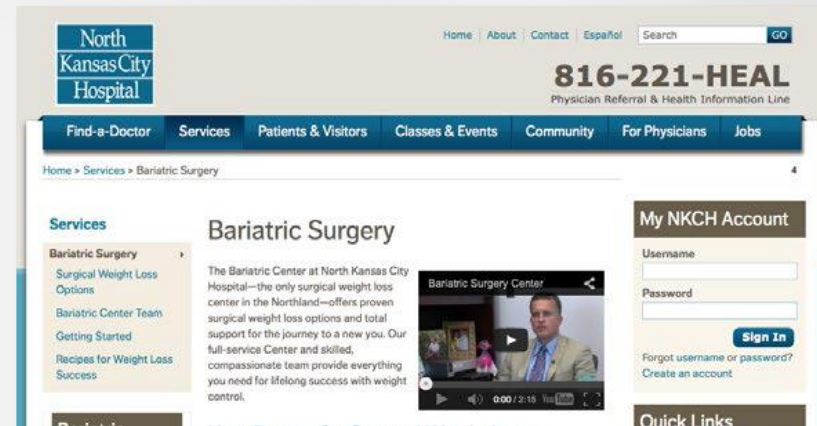 North
Kansas City
Hospital
Home | About | Contact | Español
Search
GO
816-221-HEAL
Physician Referral & Health Information Line
Find-a-Doctor
Services
Patients & Visitors
Classes & Events
Community
For Physicians
Jobs
Home > Services > Bariatric Surgery
4
Services
Bariatric Surgery
Surgical Weight Loss
Options
Bariatric Center Team
Getting Started
Recipes for Weight Loss
Success
Bariatric Surgery
The Bariatric Center at North Kansas City
Hospital—the only surgical weight loss
center in the Northland—offers proven
surgical weight loss options and total
support for the journey to a new you. Our
full-service Center and skilled,
compassionate team provide everything
you need for lifelong success with weight
control.
Bariatric Surgery Center
0:00 / 2:15 YouTube
My NKCH Account
Username
Password
Sign In
Forgot username or password?
Create an account
Quick Links